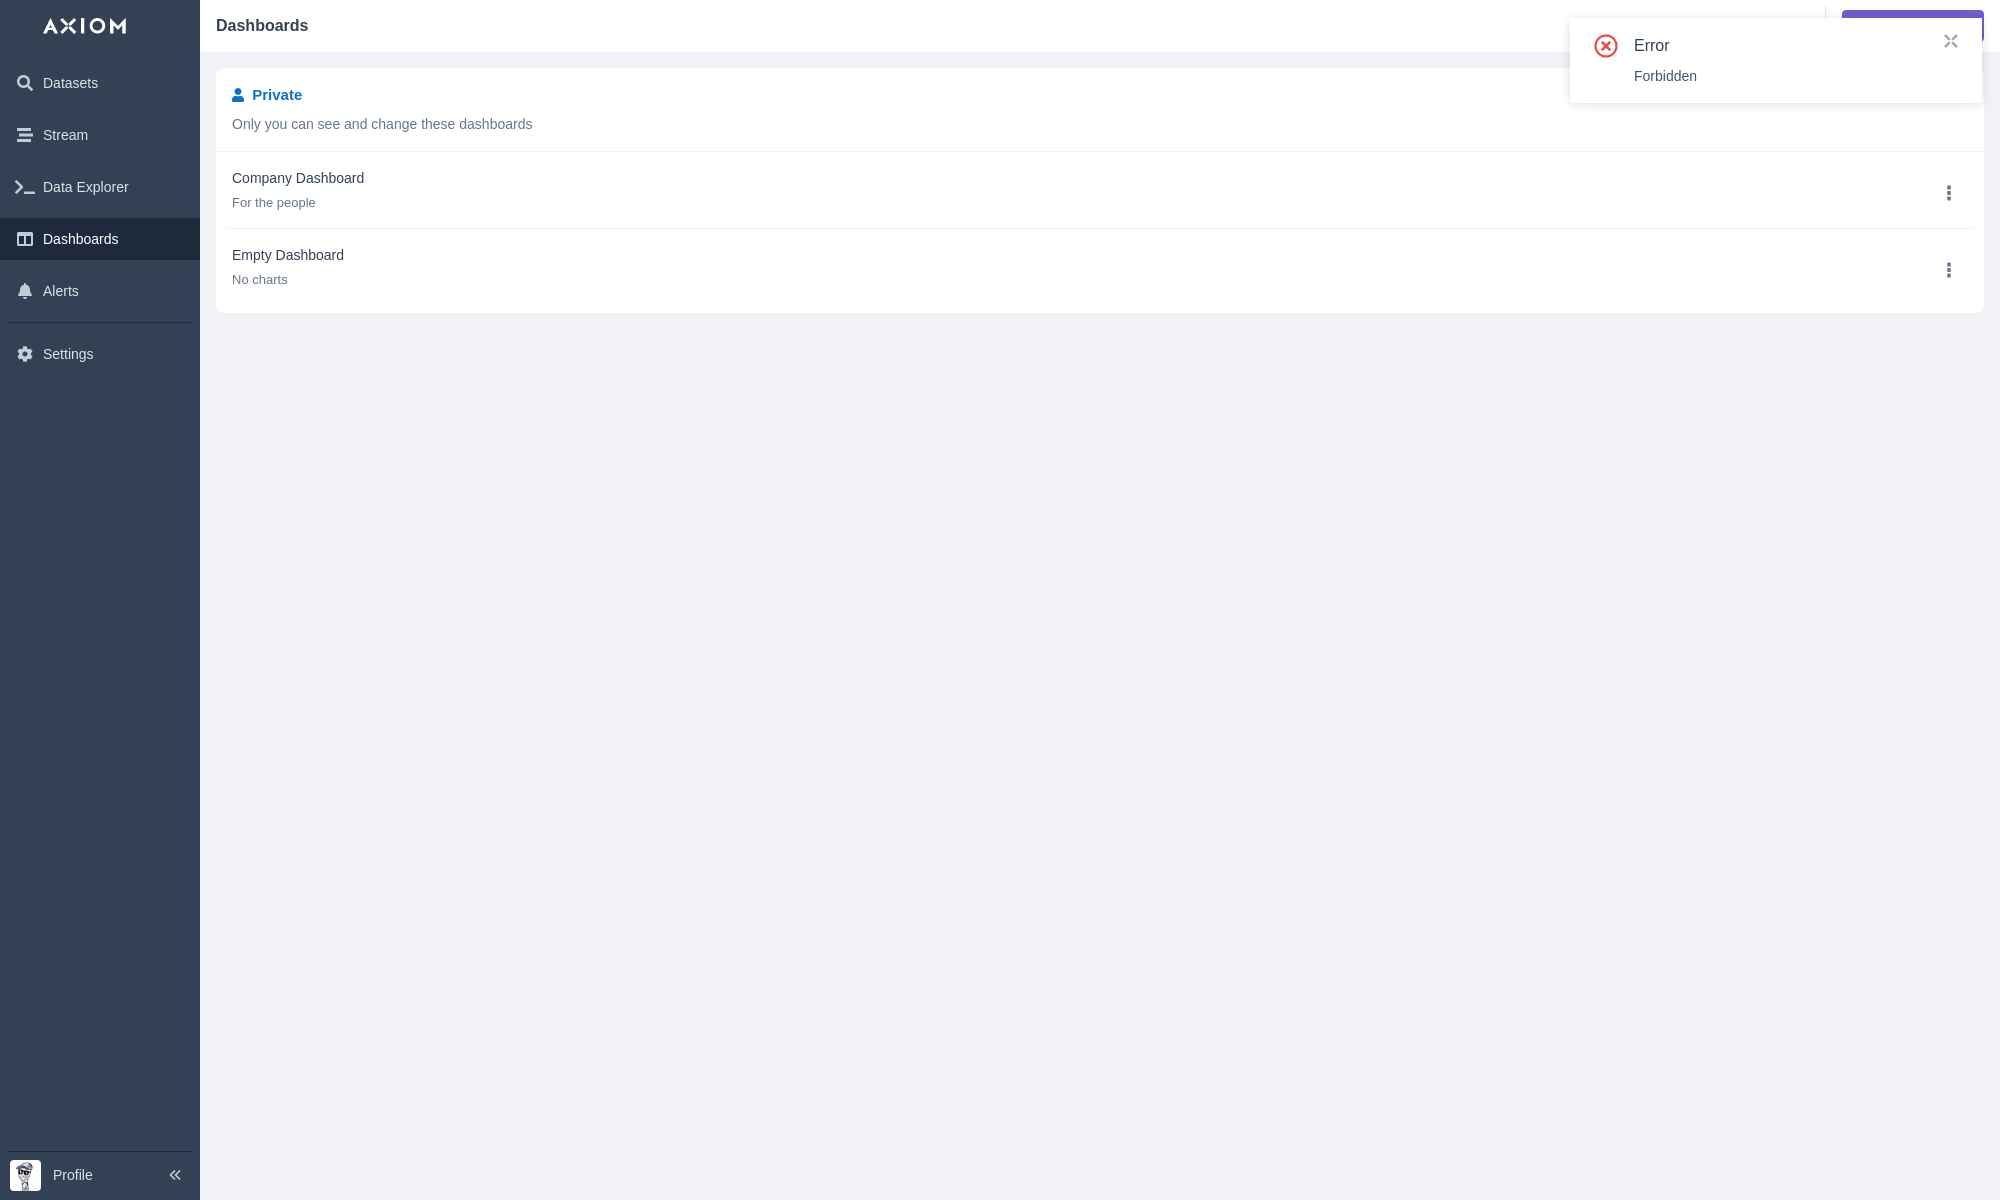 AXIOM
Datasets
Stream
Data Explorer
Dashboards
Alerts
Settings
Profile
Dashboards
Error
Forbidden
Private
Only you can see and change these dashboards
Company Dashboard
For the people
Empty Dashboard
No charts